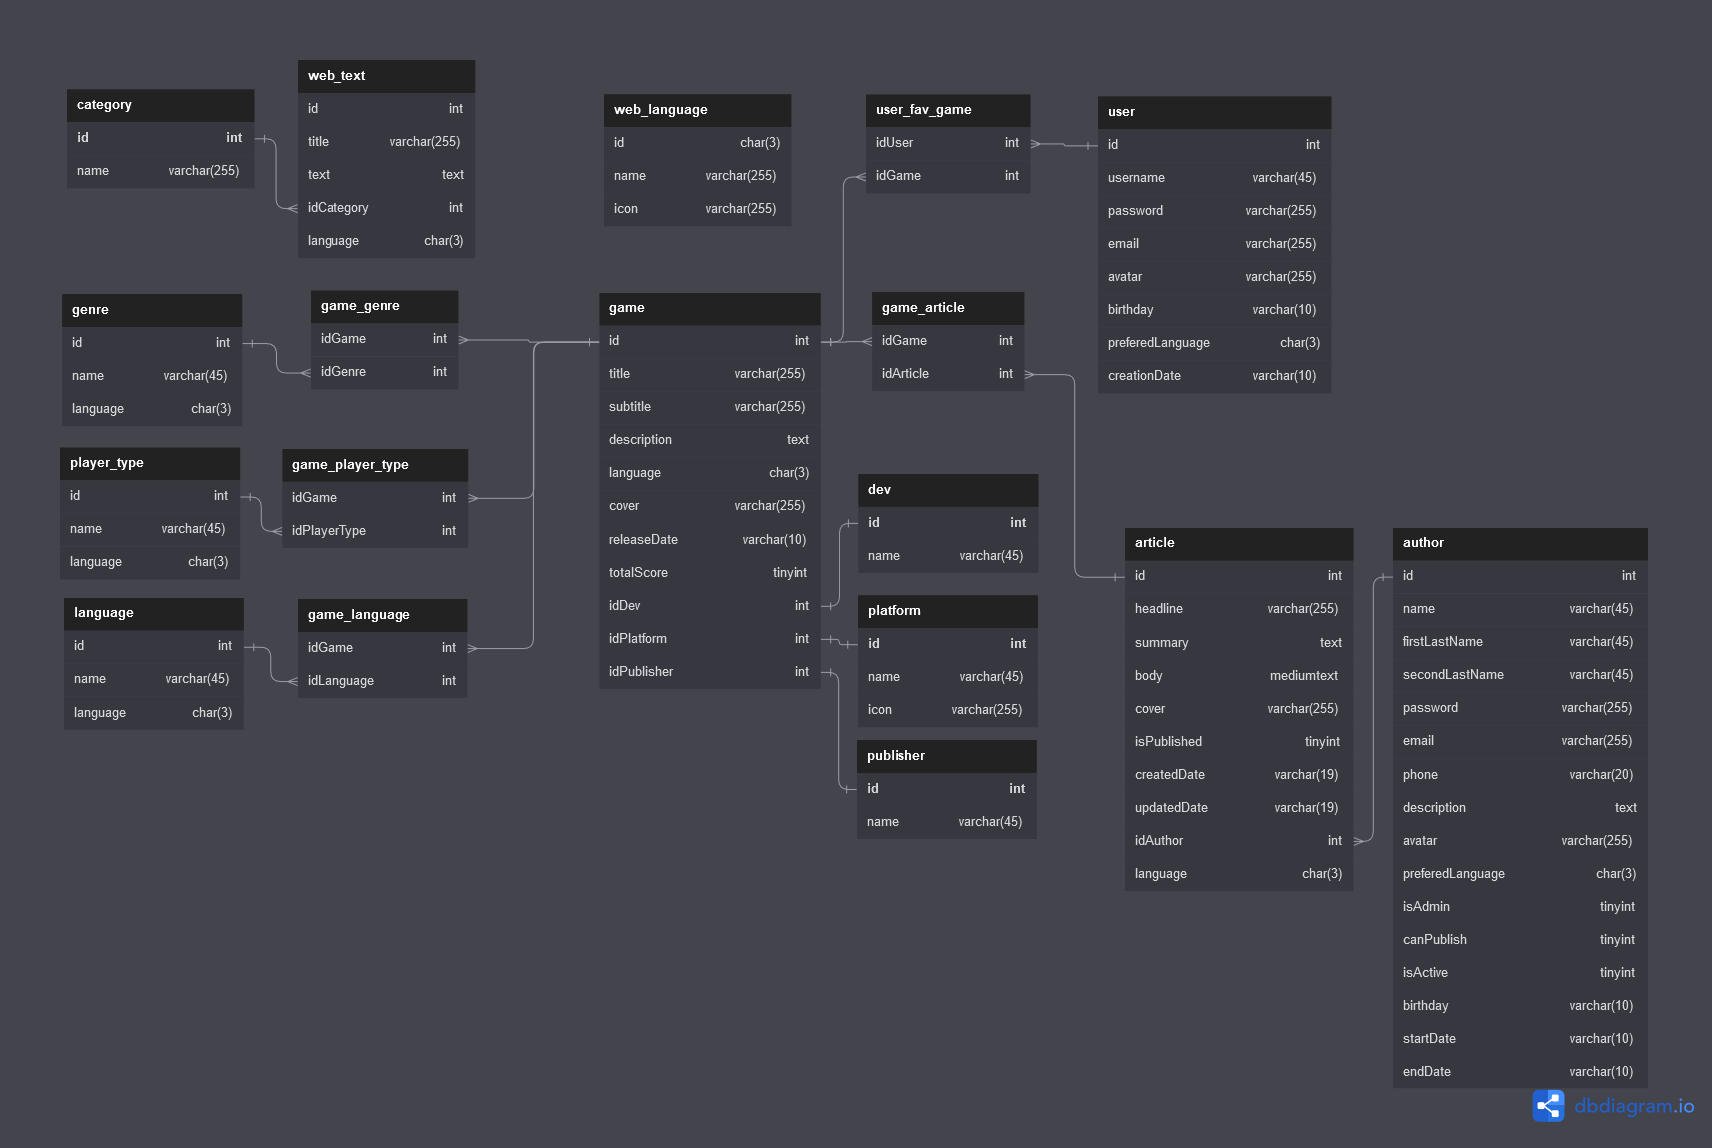 category
id int
name varchar(255)
web_text
id int
title varchar(255)
text text
idCategory int
language char(3)
web_language
id char(3)
name varchar(255)
icon varchar(255)
user_fav_game
idUser int
idGame int
user
id int
username varchar(45)
password varchar(255)
email varchar(255)
avatar varchar(255)
birthday varchar(10)
preferedLanguage char(3)
creationDate varchar(10)
genre
id int
name varchar(45)
language char(3)
game_genre
idGame int
idGenre int
game
id int
title varchar(255)
subtitle varchar(255)
description text
language char(3)
cover varchar(255)
releaseDate varchar(10)
totalScore tinyint
idDev int
idPlatform int
idPublisher int
game_article
idGame int
idArticle int
player_type
id int
name varchar(45)
language char(3)
game_player_type
idGame int
idPlayerType int
dev
id int
name varchar(45)
language
id int
name varchar(45)
language char(3)
game_language
idGame int
idLanguage int
platform
id int
name varchar(45)
icon varchar(255)
publisher
id int
name varchar(45)
article
id int
headline varchar(255)
summary text
body mediumtext
cover varchar(255)
isPublished tinyint
createdDate varchar(19)
updatedDate varchar(19)
idAuthor int
language char(3)
author
id int
name varchar(45)
firstLastName varchar(45)
secondLastName varchar(45)
password varchar(255)
email varchar(255)
phone varchar(20)
description text
avatar varchar(255)
preferedLanguage char(3)
isAdmin tinyint
canPublish tinyint
isActive tinyint
birthday varchar(10)
startDate varchar(10)
endDate varchar(10)
dbdiagram.io